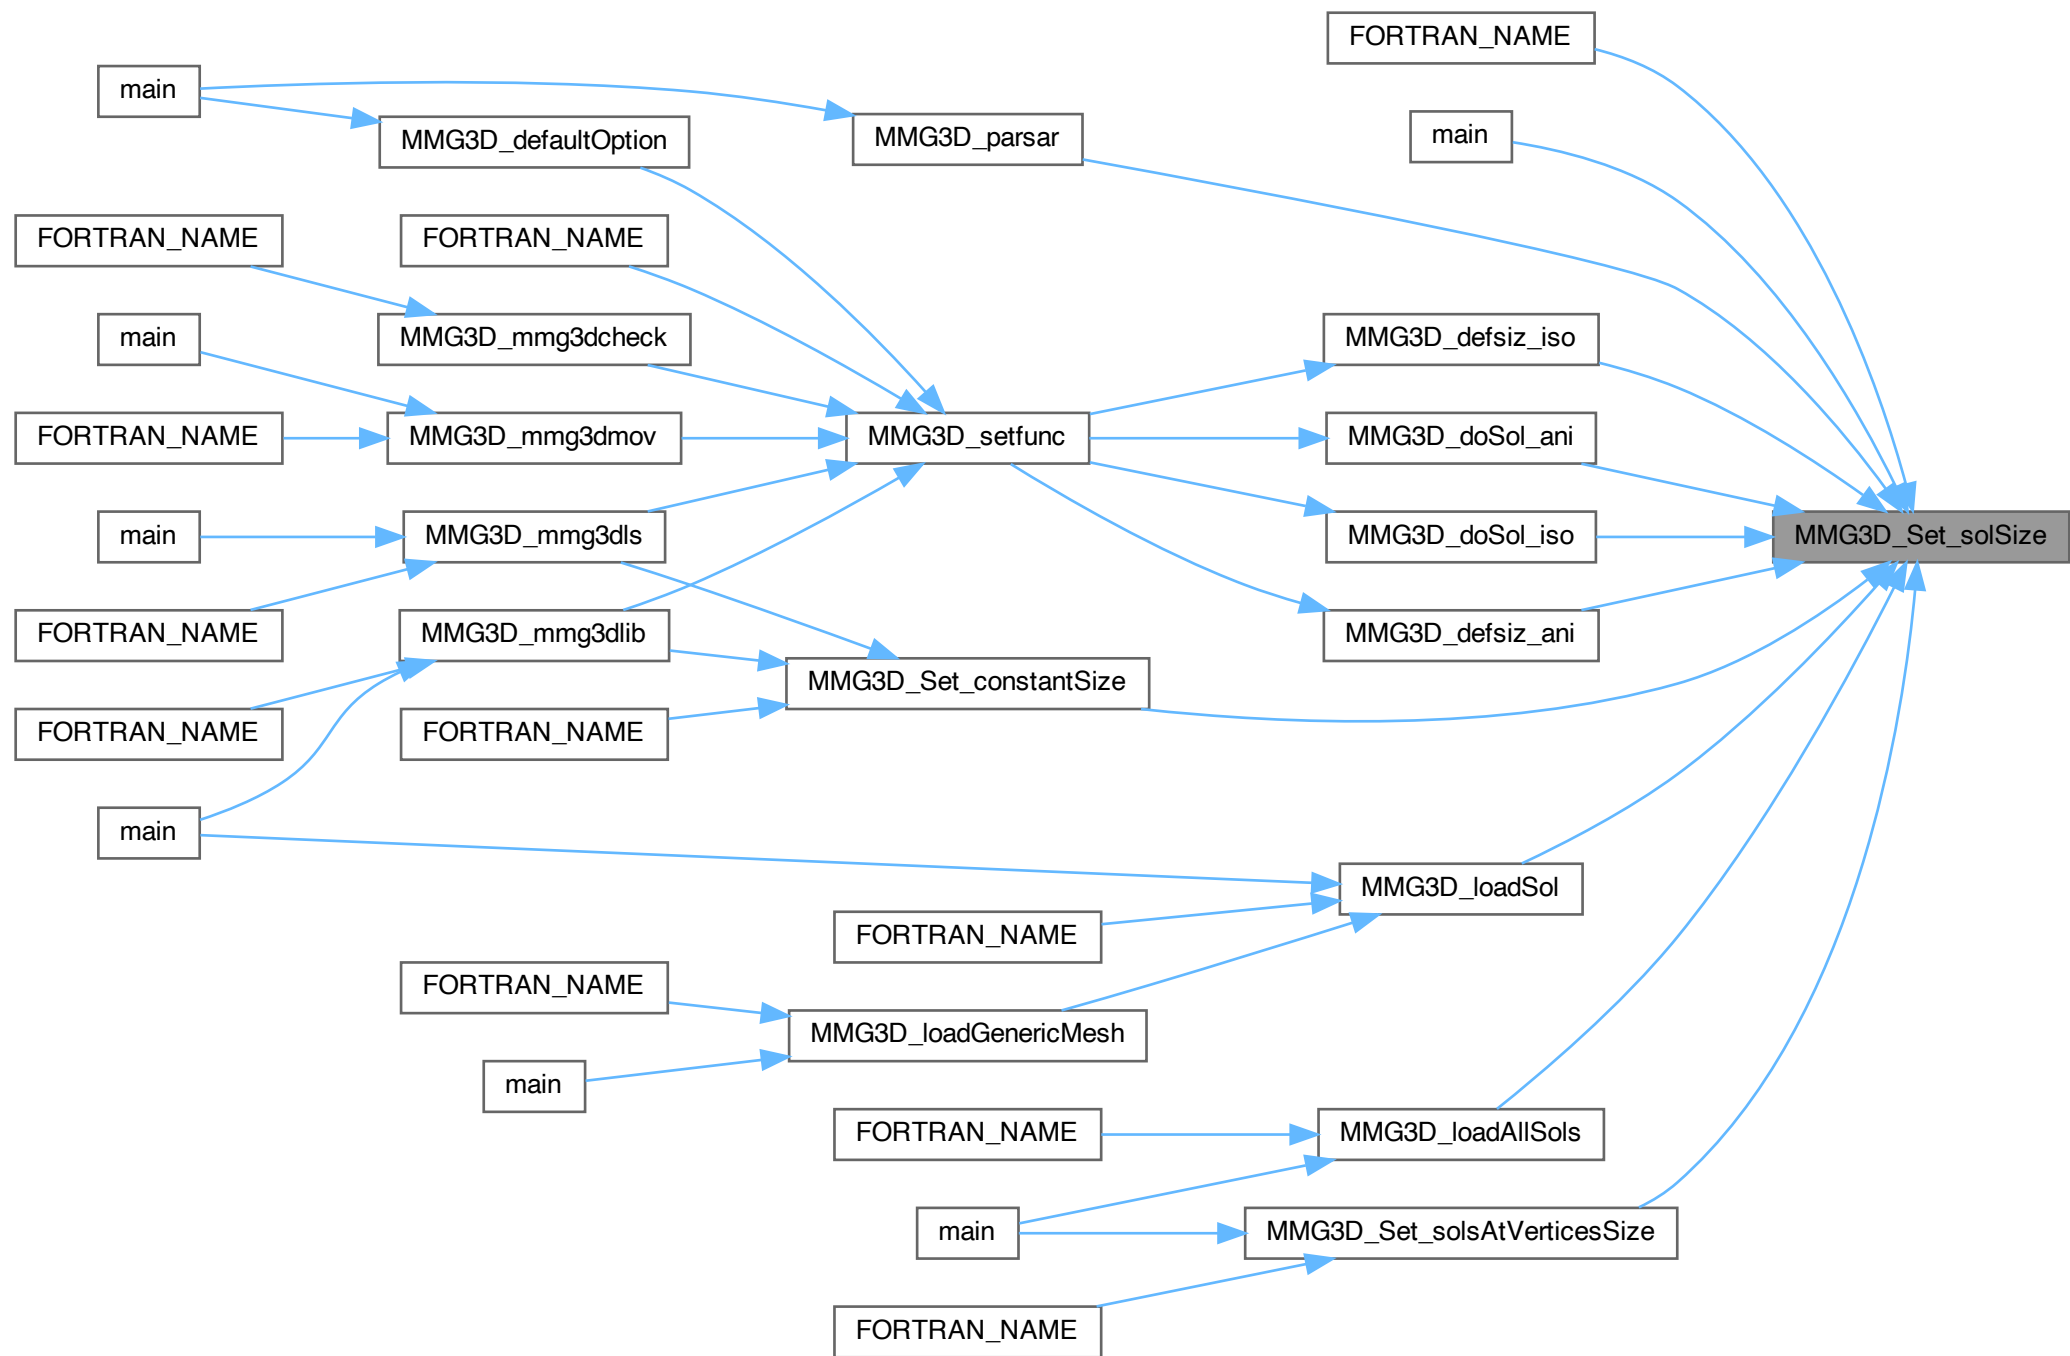 FORTRAN_NAME
main
main
MMG3D_parsar
MMG3D_defaultOption
FORTRAN_NAME
FORTRAN_NAME
main
MMG3D_mmg3dcheck
MMG3D_defsiz_iso
FORTRAN_NAME
MMG3D_mmg3dmov
MMG3D_setfunc
MMG3D_doSol_ani
main
MMG3D_mmg3dls
MMG3D_doSol_iso
MMG3D_Set_solSize
FORTRAN_NAME
MMG3D_mmg3dlib
MMG3D_defsiz_ani
MMG3D_Set_constantSize
FORTRAN_NAME
FORTRAN_NAME
main
MMG3D_loadSol
FORTRAN_NAME
FORTRAN_NAME
MMG3D_loadGenericMesh
main
FORTRAN_NAME
MMG3D_loadAllSols
main
MMG3D_Set_solsAtVerticesSize
FORTRAN_NAME